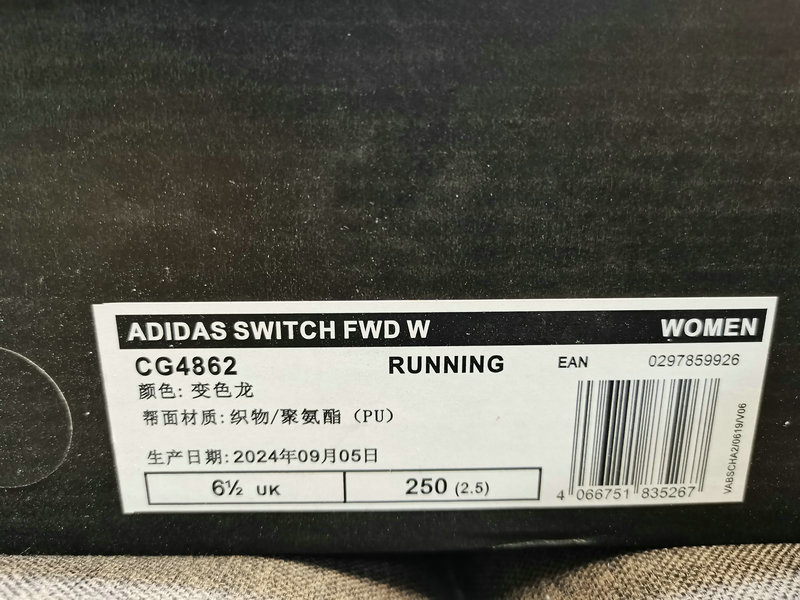 ADIDAS SWITCH FWD W WOMEN
CG4862 RUNNING EAN 0297859926
颜色: 变色龙
帮面材质: 织物/聚氨酯（PU）
生产日期: 2024年09月05日
6½ UK 250 (2.5)
4 066751 835267
VABSCHA2/0619/V06